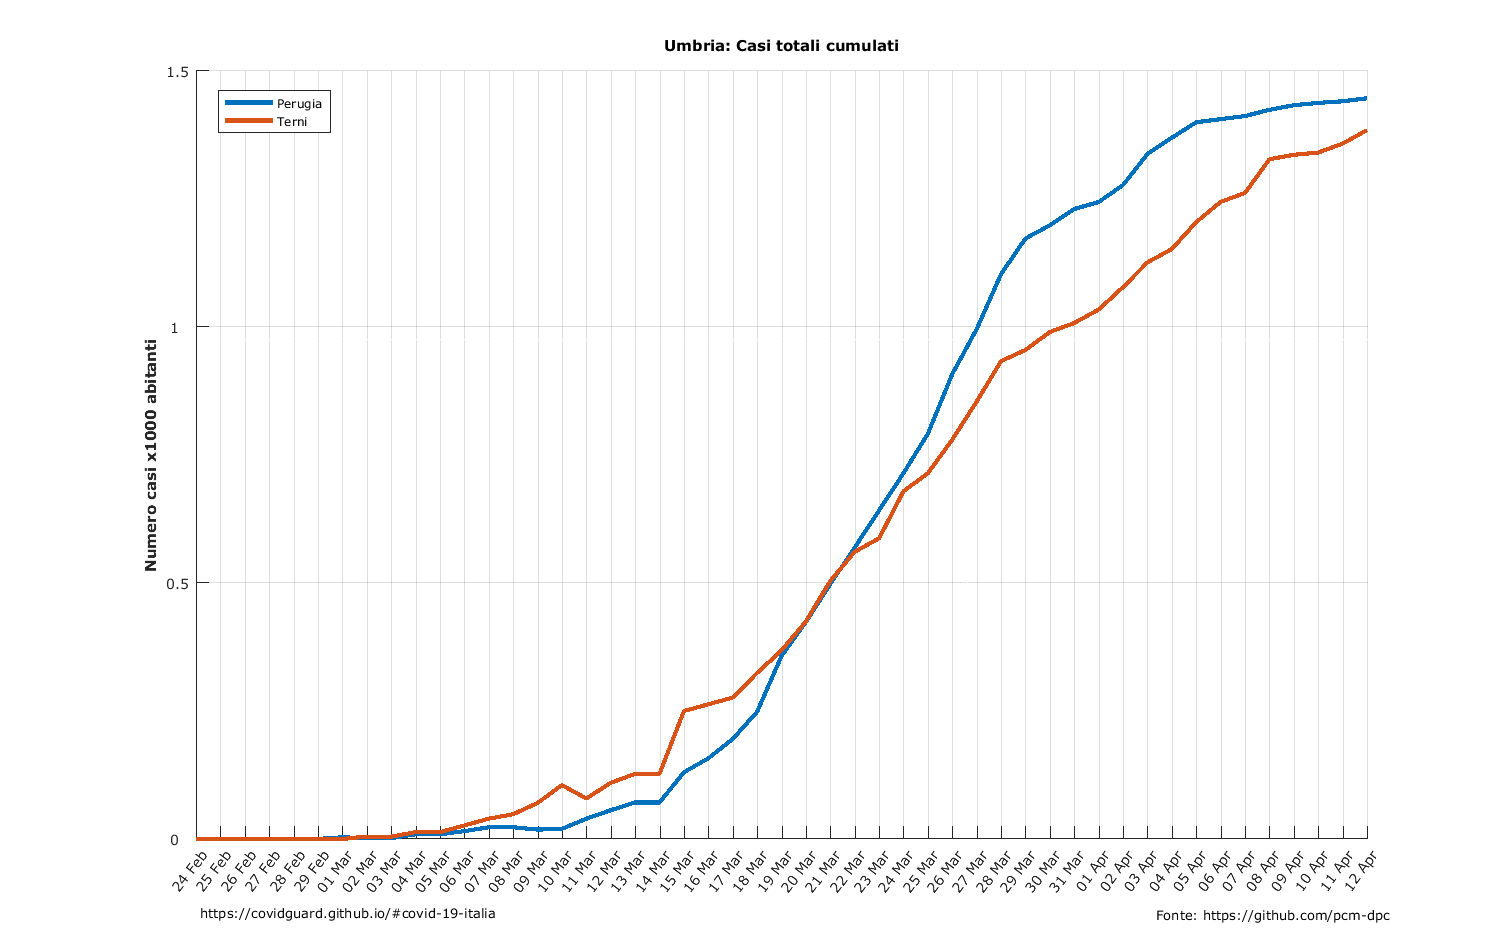 Umbria: Casi totali cumulati
Perugia
Terni
Numero casi x1000 abitanti
1.5
1
0.5
0
24 Feb
25 Feb
26 Feb
27 Feb
28 Feb
29 Feb
01 Mar
02 Mar
03 Mar
04 Mar
05 Mar
06 Mar
07 Mar
08 Mar
09 Mar
10 Mar
11 Mar
12 Mar
13 Mar
14 Mar
15 Mar
16 Mar
17 Mar
18 Mar
19 Mar
20 Mar
21 Mar
22 Mar
23 Mar
24 Mar
25 Mar
26 Mar
27 Mar
28 Mar
29 Mar
30 Mar
31 Mar
01 Apr
02 Apr
03 Apr
04 Apr
05 Apr
06 Apr
07 Apr
08 Apr
09 Apr
10 Apr
11 Apr
12 Apr
https://covidguard.github.io/#covid-19-italia
Fonte: https://github.com/pcm-dpc